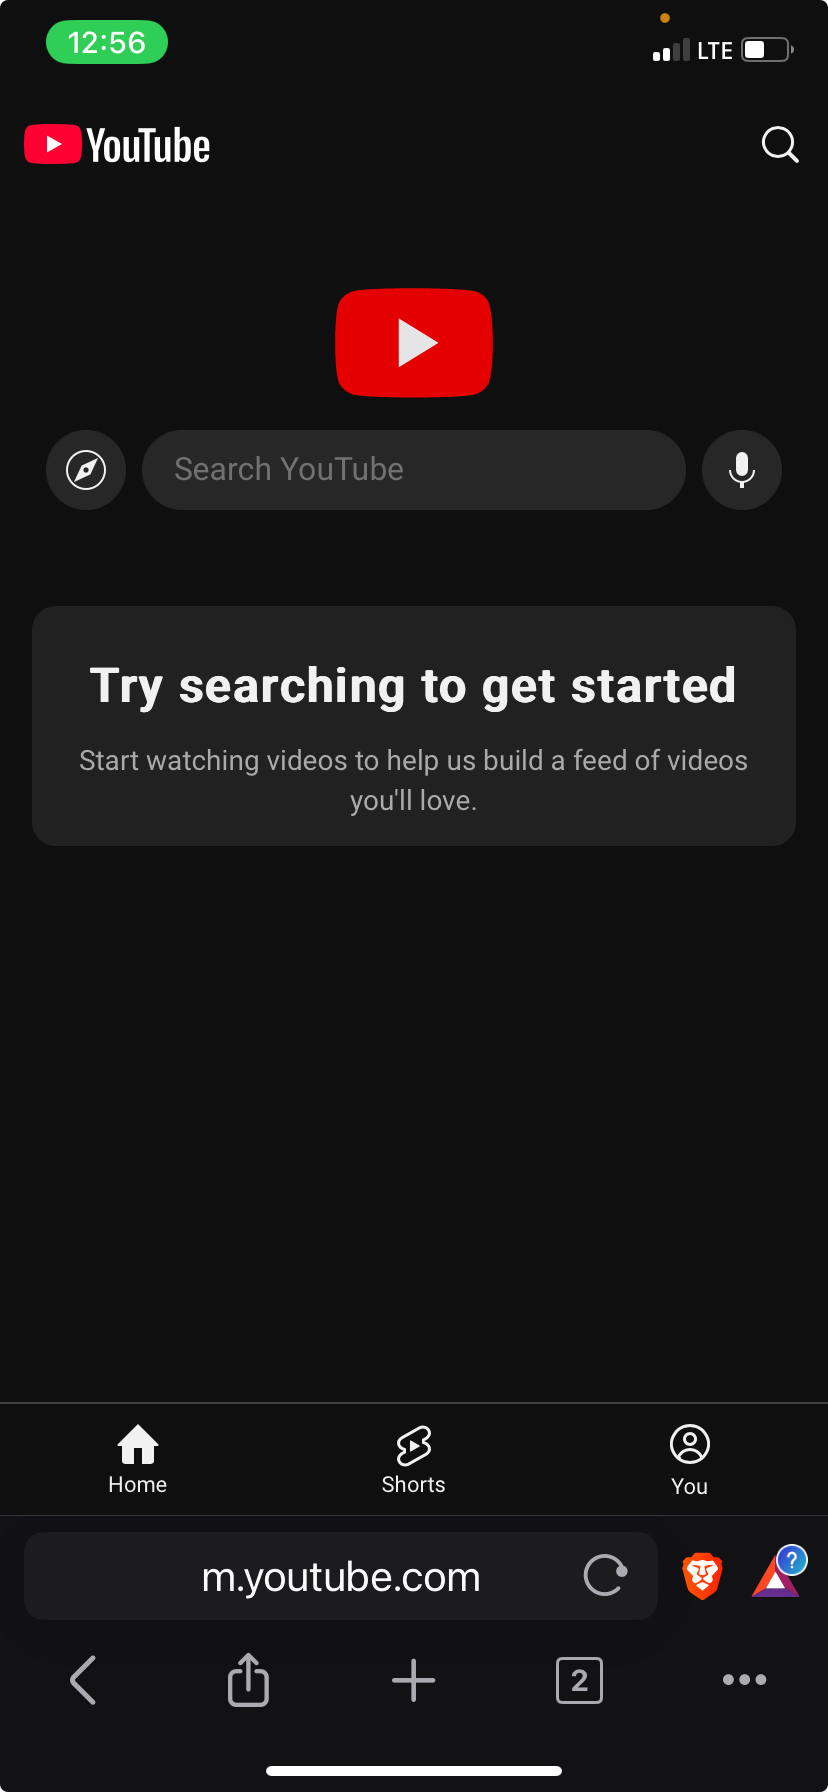 12:56
LTE
YouTube
Search YouTube
Try searching to get started
Start watching videos to help us build a feed of videos
you'll love.
Home
Shorts
You
m.youtube.com
?
2